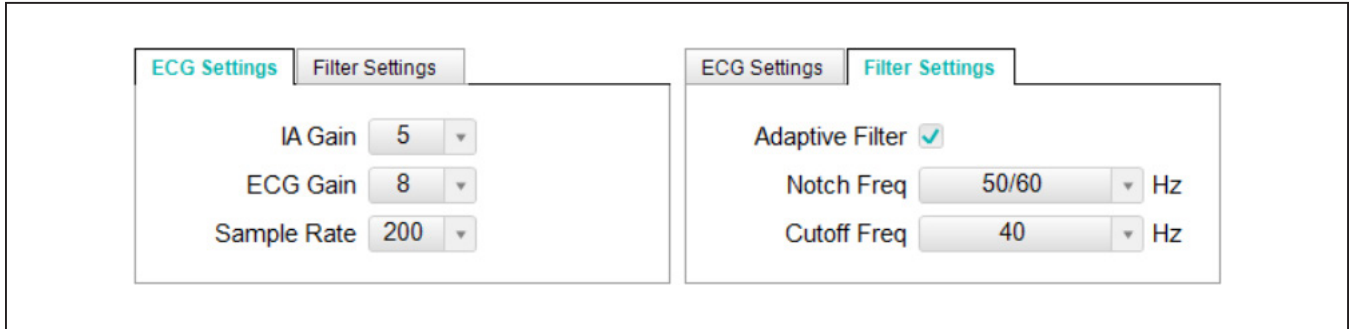 ECG Settings Filter Settings
IA Gain 5
ECG Gain 8
Sample Rate 200
ECG Settings Filter Settings
Adaptive Filter
Notch Freq 50/60 Hz
Cutoff Freq 40 Hz